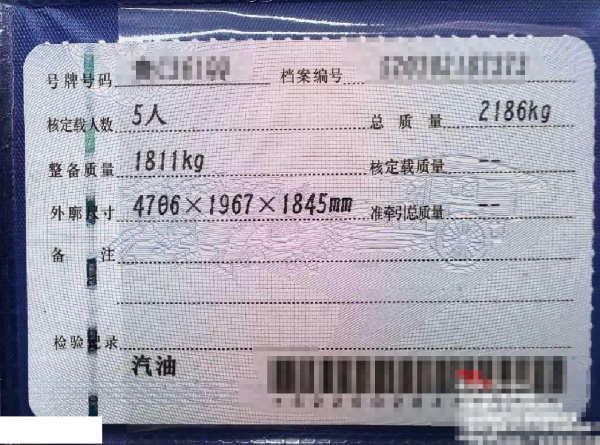 号牌号码 档案编号
核定载人数 5人 总质量 2186kg
整备质量 1811kg 核定载质量 --
外廓尺寸 4706×1967×1845mm 准牵引总质量 --
备注
检验记录
汽油